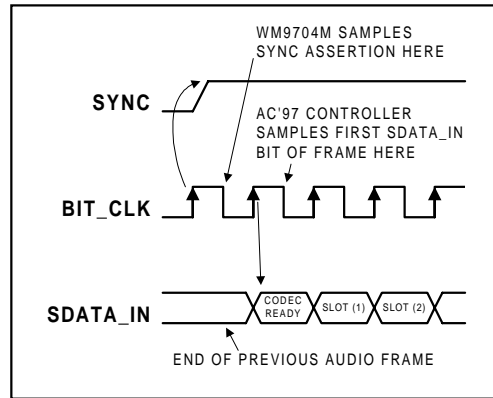 WM9704M SAMPLES
SYNC ASSERTION HERE
SYNC
AC'97 CONTROLLER
SAMPLES FIRST SDATA_IN
BIT OF FRAME HERE
BIT_CLK
SDATA_IN
CODEC
READY
SLOT (1)
SLOT (2)
END OF PREVIOUS AUDIO FRAME